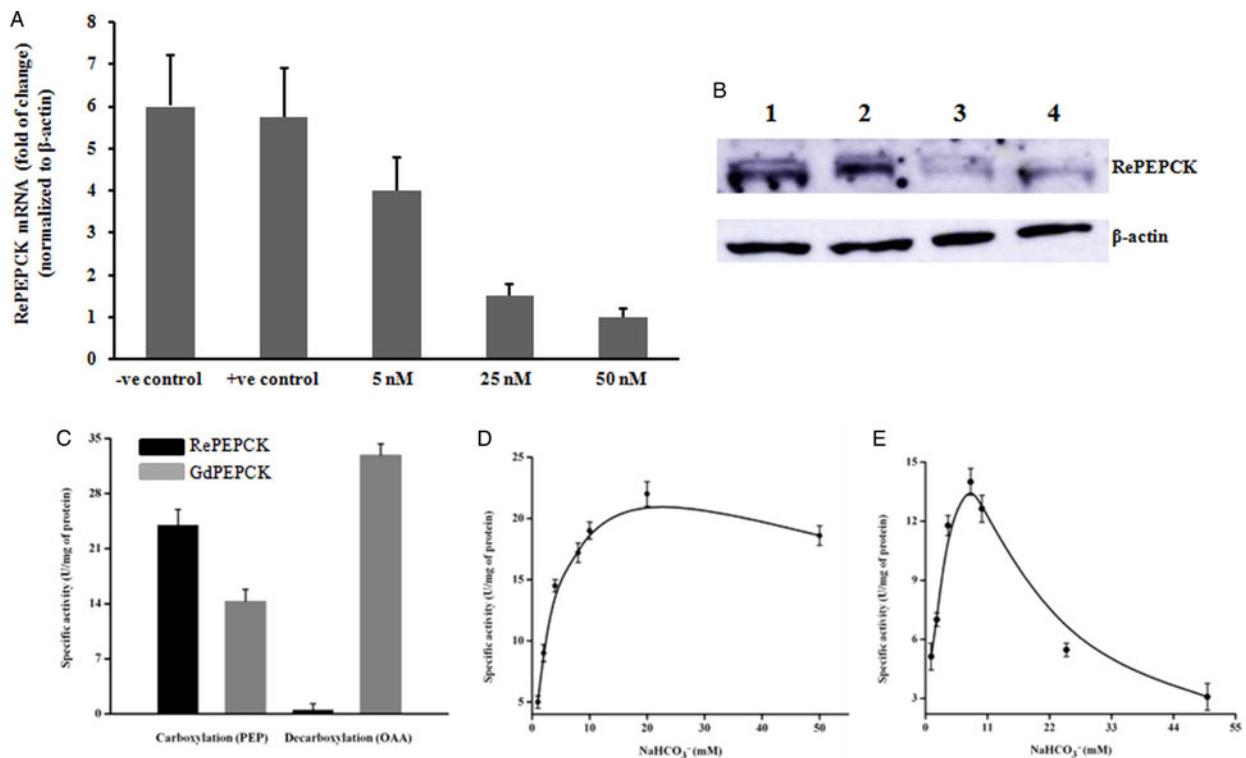 A
RePEPCK mRNA (fold of change)
(normalized to β-actin)
8
7
6
5
4
3
2
1
0
-ve control +ve control 5 nM 25 nM 50 nM
B
1 2 3 4
RePEPCK
β-actin
C
RePEPCK
GdPEPCK
Specific activity (U/mg of protein)
35
28
21
14
7
0
Carboxylation (PEP) Decarboxylation (OAA)
D
Specific activity (U/mg of protein)
25
20
15
10
5
0 10 20 30 40 50
NaHCO₃⁻ (mM)
E
Specific activity (U/mg of protein)
15
12
9
6
3
0 11 22 33 44 55
NaHCO₃⁻ (mM)